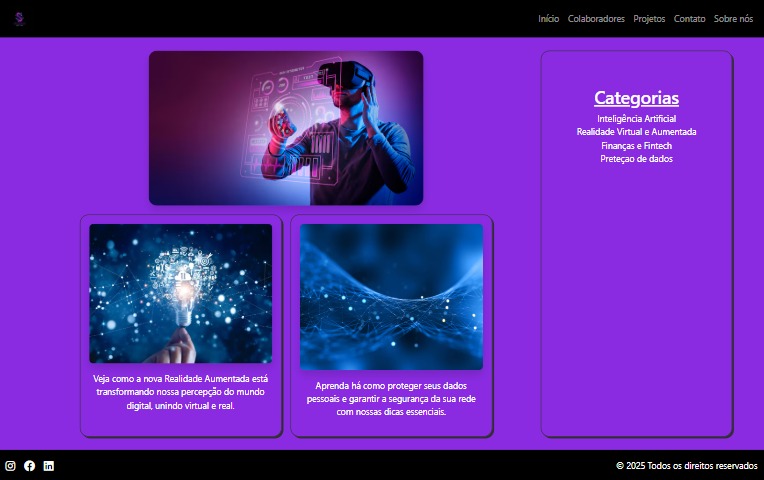 Início Colaboradores Projetos Contato Sobre nós
Categorias
Inteligência Artificial
Realidade Virtual e Aumentada
Finanças e Fintech
Preteçao de dados
Veja como a nova Realidade Aumentada está
transformando nossa percepção do mundo
digital, unindo virtual e real.
Aprenda há como proteger seus dados
pessoais e garantir a segurança da sua rede
com nossas dicas essenciais.
© 2025 Todos os direitos reservados